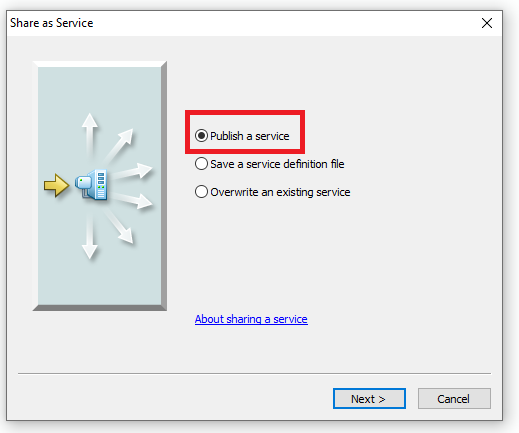 Share as Service
Publish a service
Save a service definition file
Overwrite an existing service
About sharing a service
Next >
Cancel